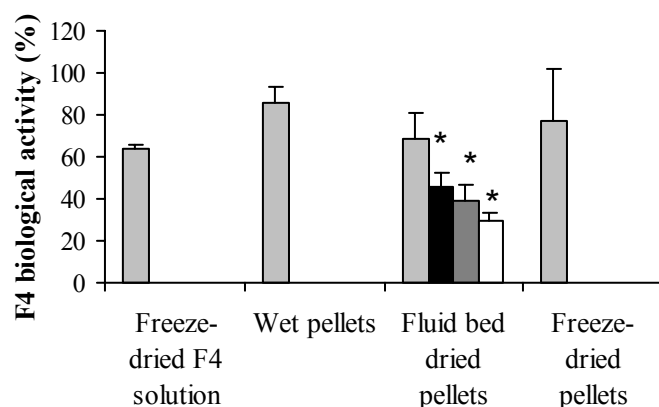 F4 biological activity (%)
120
100
80
60
40
20
0
*
*
*
Freeze-
dried F4
solution
Wet pellets
Fluid bed
dried
pellets
Freeze-
dried
pellets